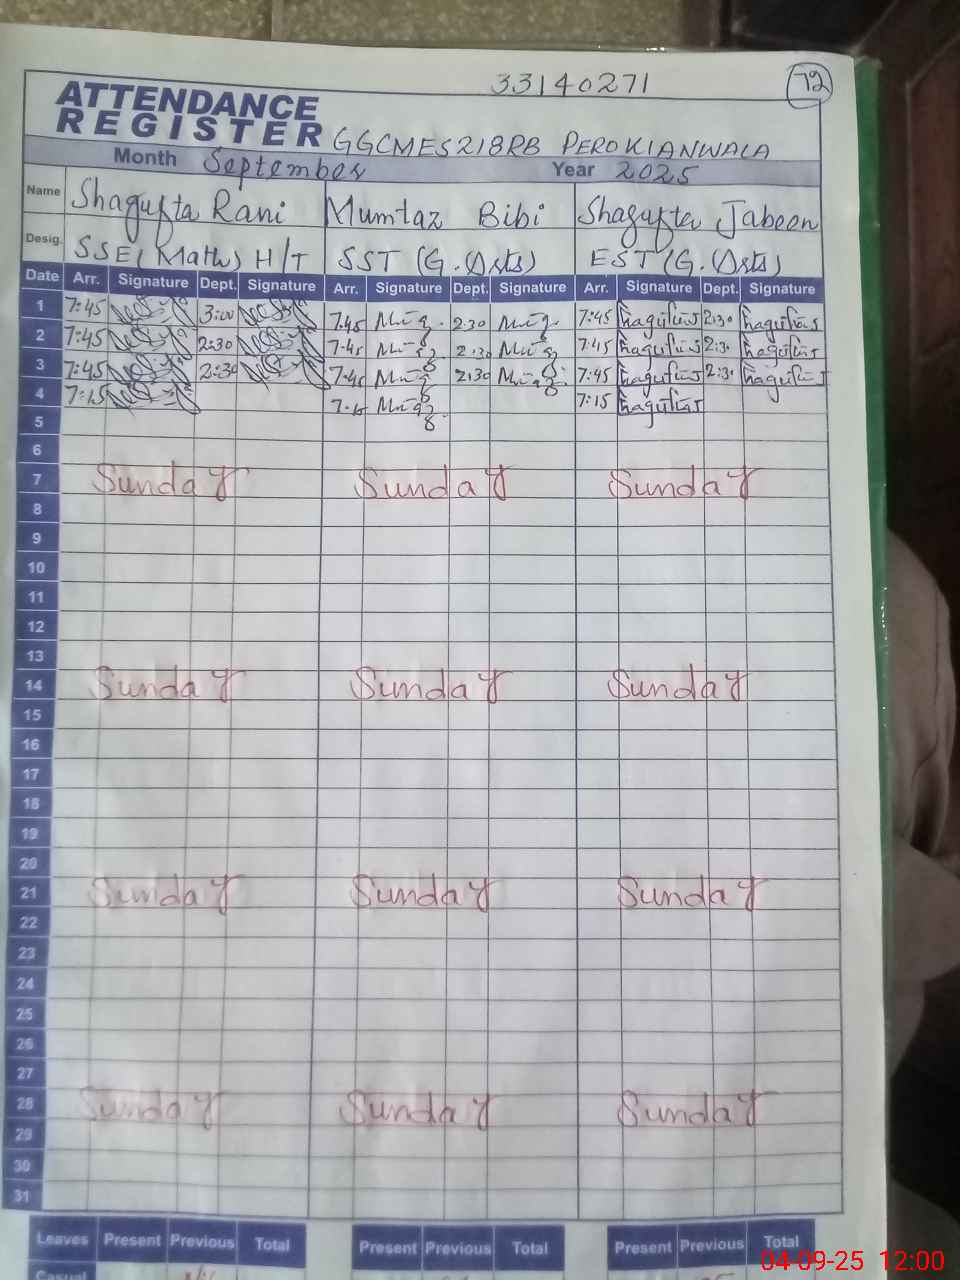 33140271 72
ATTENDANCE
REGISTER GGCMES218RB PEROKIANWALA
Month September Year 2025
Name Shagufta Rani Mumtaz Bibi Shagufta Jabeen
Desig. SSE(Math) H/T SST (G.Arts) EST (G.Arts)
Date Arr. Signature Dept. Signature Arr. Signature Dept. Signature Arr. Signature Dept. Signature
1 7:45 3:00 7.45 2.30 7:45 2:30
2 7:45 2:30 7.45 2:30 7:45 2:30
3 7:45 2:30 7.45 2:30 7:45 2:30
4 7:15 7.15 7:15
5
6
7 Sunday Sunday Sunday
8
9
10
11
12
13
14 Sunday Sunday Sunday
15
16
17
18
19
20
21 Sunday Sunday Sunday
22
23
24
25
26
27
28 Sunday Sunday Sunday
29
30
31
Leaves Present Previous Total Present Previous Total Present Previous Total
Casual
04-09-25 12:00